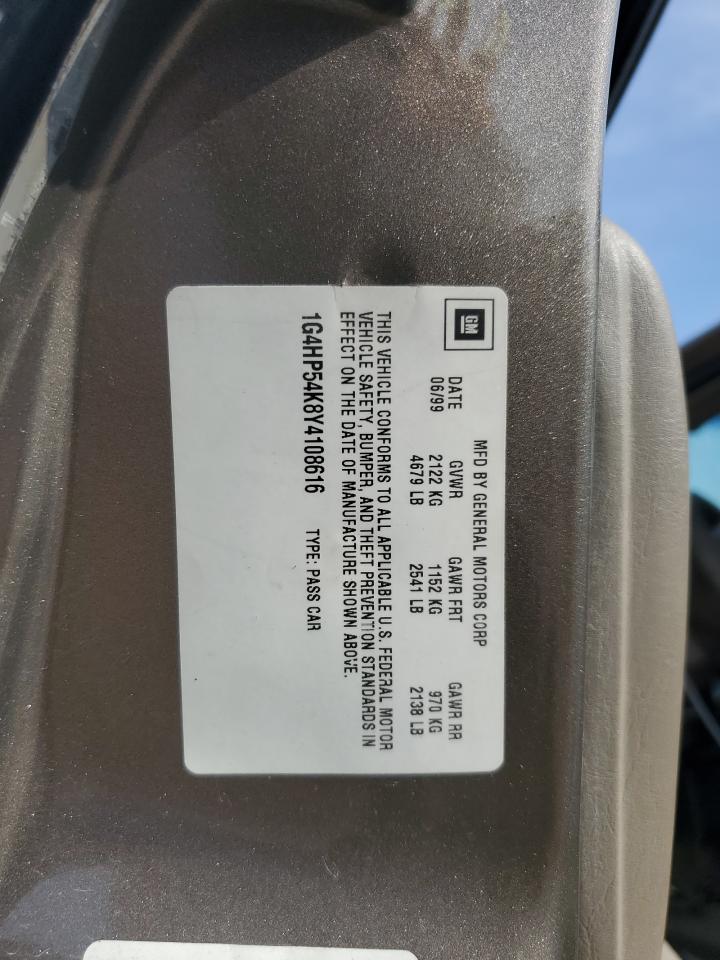 GM
MFD BY GENERAL MOTORS CORP
DATE GVWR GAWR FRT GAWR RR
06/99 2122 KG 1152 KG 970 KG
4679 LB 2541 LB 2138 LB
THIS VEHICLE CONFORMS TO ALL APPLICABLE U.S. FEDERAL MOTOR
VEHICLE SAFETY, BUMPER, AND THEFT PREVENTION STANDARDS IN
EFFECT ON THE DATE OF MANUFACTURE SHOWN ABOVE.
1G4HP54K8Y4108616 TYPE: PASS CAR